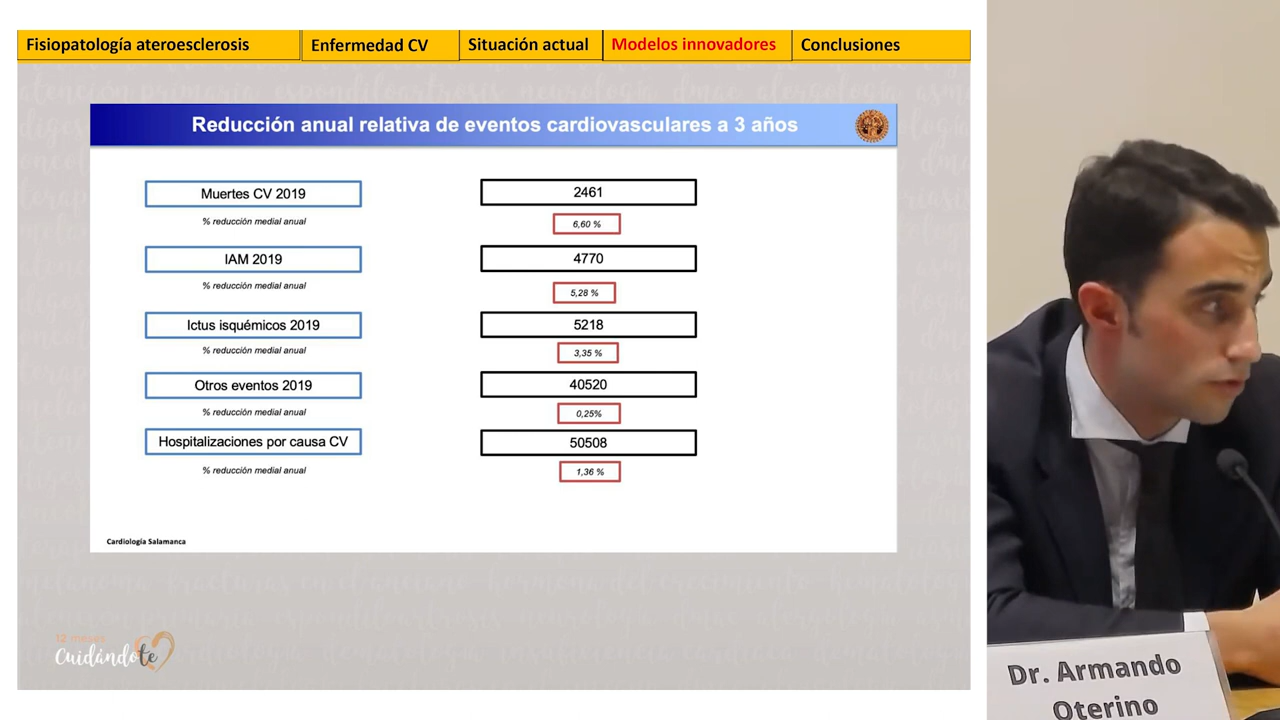 Fisiopatología ateroesclerosis
Enfermedad CV
Situación actual
Modelos innovadores
Conclusiones
Reducción anual relativa de eventos cardiovasculares a 3 años
Muertes CV 2019
2461
% reducción medial anual
6,60 %
IAM 2019
4770
% reducción medial anual
5,28 %
Ictus isquémicos 2019
5218
% reducción medial anual
3,35 %
Otros eventos 2019
40520
% reducción medial anual
0,25%
Hospitalizaciones por causa CV
50508
% reducción medial anual
1,36 %
Cardiología Salamanca
12 meses
Cuidándote
Dr. Armando
Oterino